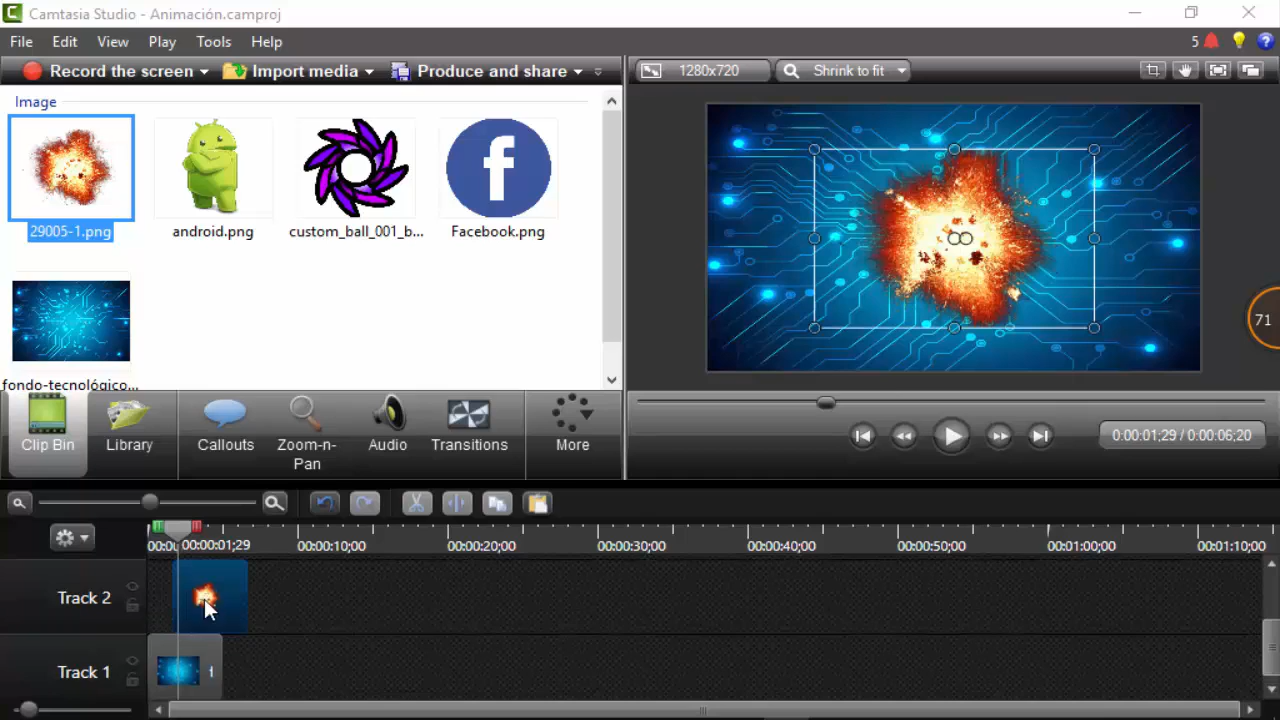 Camtasia Studio - Animación.camproj
File Edit View Play Tools Help 5
Record the screen Import media Produce and share 1280x720 Shrink to fit
Image
29005-1.png android.png custom_ball_001_b... Facebook.png
fondo-tecnológico...
71
Clip Bin Library Callouts Zoom-n-Pan Audio Transitions More
0:00:01;29 / 0:00:06;20
00:00:01;29 00:00:10;00 00:00:20;00 00:00:30;00 00:00:40;00 00:00:50;00 00:01:00;00 00:01:10;00
Track 2
Track 1